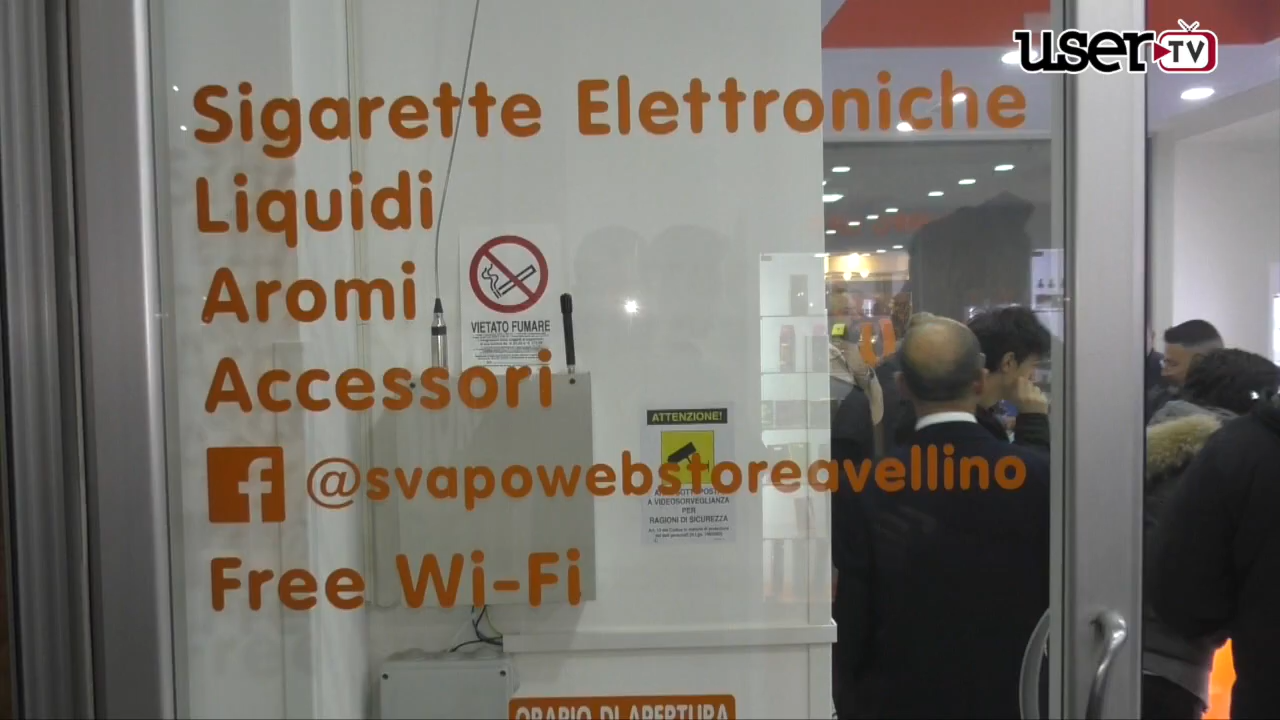 user TV
Sigarette Elettroniche
Liquidi
Aromi
VIETATO FUMARE
Accessori
ATTENZIONE!
@svapowebstoreavellino
A VIDEOSORVEGLIANZA
PER
RAGIONI DI SICUREZZA
Free Wi-Fi
ORARIO DI APERTURA